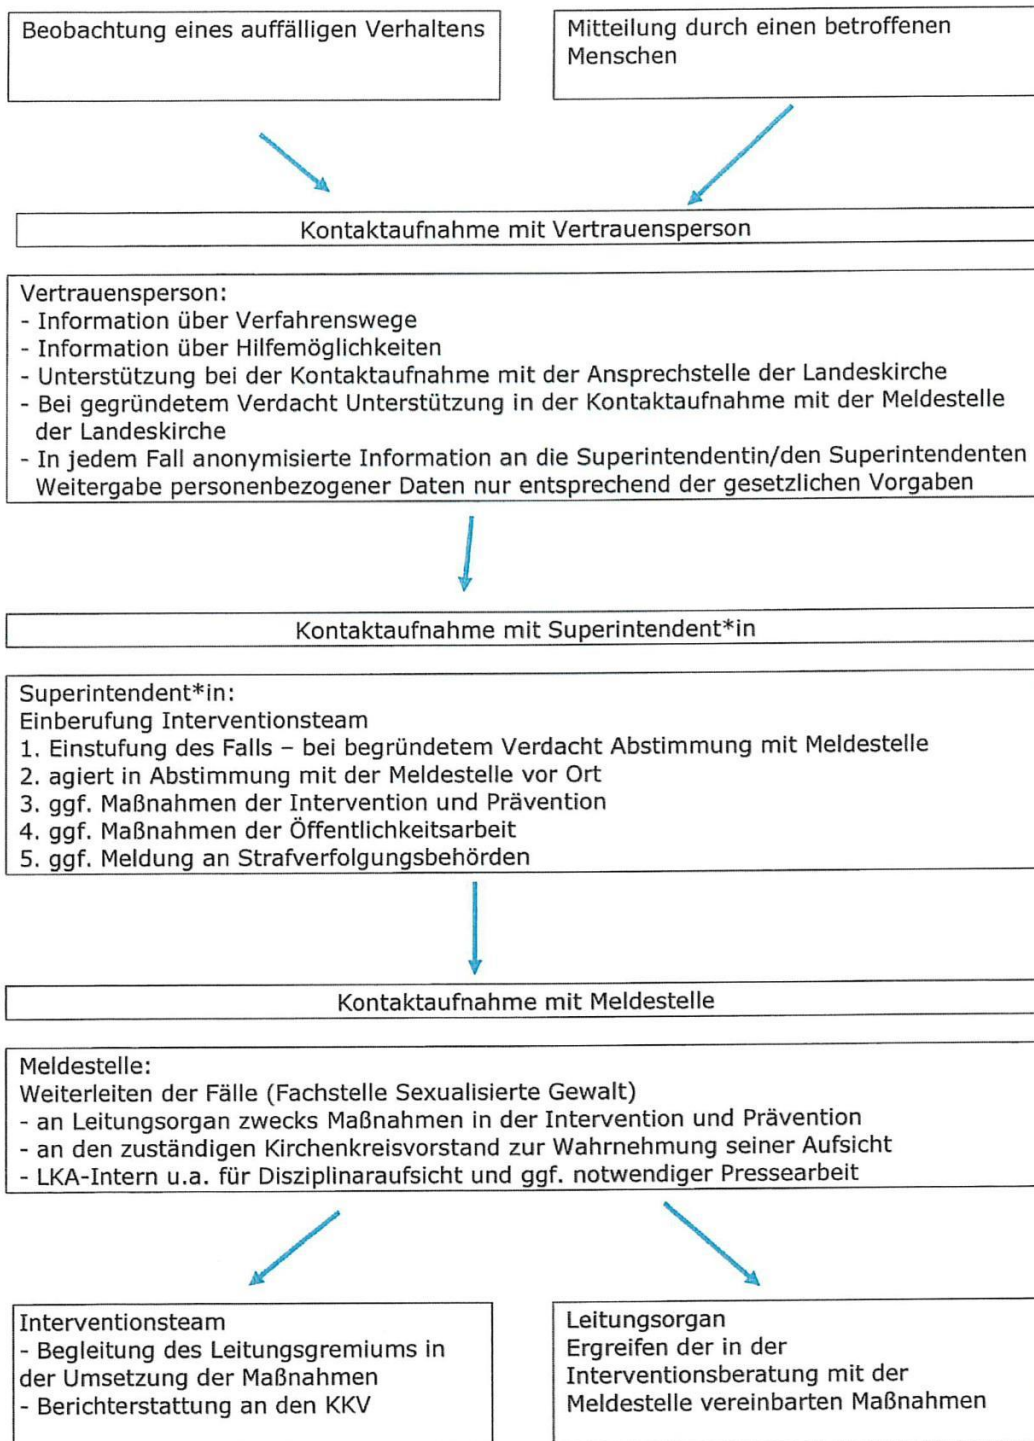 Beobachtung eines auffälligen Verhaltens
Mitteilung durch einen betroffenen
Menschen
Kontaktaufnahme mit Vertrauensperson
Vertrauensperson:
- Information über Verfahrenswege
- Information über Hilfemöglichkeiten
- Unterstützung bei der Kontaktaufnahme mit der Ansprechstelle der Landeskirche
- Bei gegründetem Verdacht Unterstützung in der Kontaktaufnahme mit der Meldestelle
der Landeskirche
- In jedem Fall anonymisierte Information an die Superintendentin/den Superintendenten
Weitergabe personenbezogener Daten nur entsprechend der gesetzlichen Vorgaben
Kontaktaufnahme mit Superintendent*in
Superintendent*in:
Einberufung Interventionsteam
1. Einstufung des Falls – bei begründetem Verdacht Abstimmung mit Meldestelle
2. agiert in Abstimmung mit der Meldestelle vor Ort
3. ggf. Maßnahmen der Intervention und Prävention
4. ggf. Maßnahmen der Öffentlichkeitsarbeit
5. ggf. Meldung an Strafverfolgungsbehörden
Kontaktaufnahme mit Meldestelle
Meldestelle:
Weiterleiten der Fälle (Fachstelle Sexualisierte Gewalt)
- an Leitungsorgan zwecks Maßnahmen in der Intervention und Prävention
- an den zuständigen Kirchenkreisvorstand zur Wahrnehmung seiner Aufsicht
- LKA-Intern u.a. für Disziplinaraufsicht und ggf. notwendiger Pressearbeit
Interventionsteam
- Begleitung des Leitungsgremiums in
der Umsetzung der Maßnahmen
- Berichterstattung an den KKV
Leitungsorgan
Ergreifen der in der
Interventionsberatung mit der
Meldestelle vereinbarten Maßnahmen